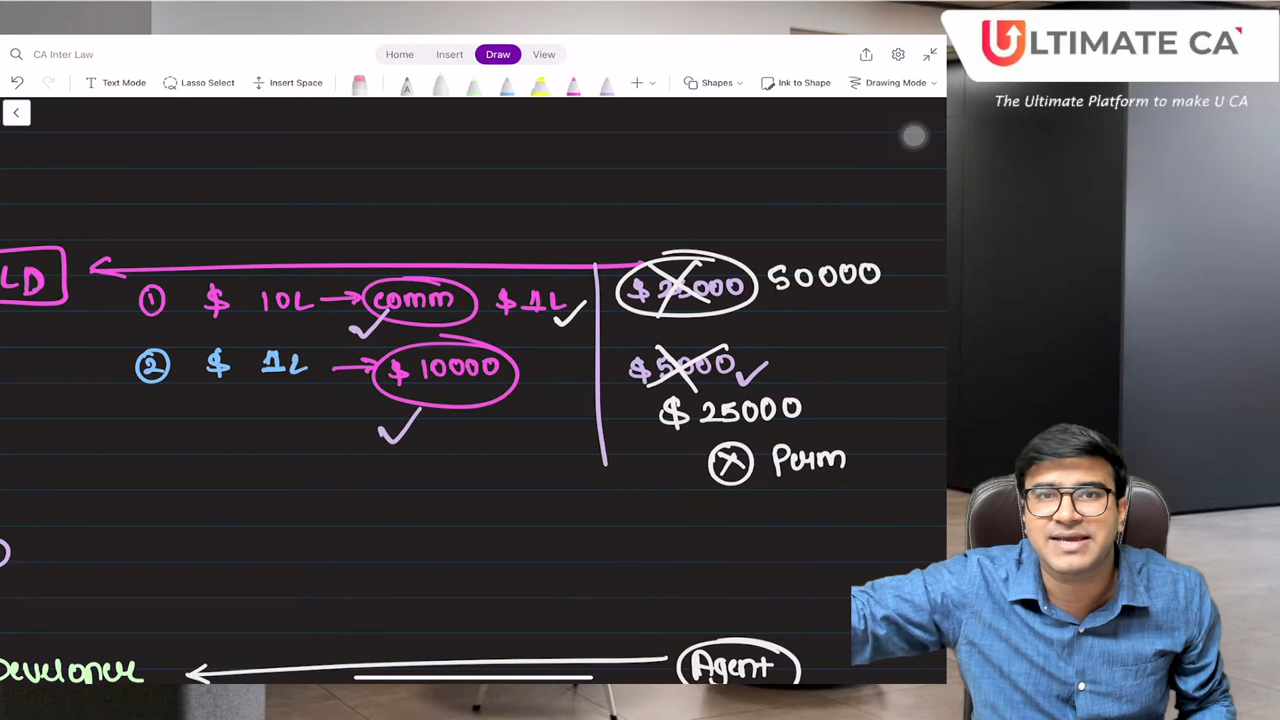 ULTIMATE CA
The Ultimate Platform to make U CA
CA Inter Law
Home Insert Draw View
Text Mode Lasso Select Insert Space Shapes Ink to Shape Drawing Mode
LD
① $ 10L → comm $ 1L ✓ $ 25000 50000
② $ 1L → $ 10000 $ 5000 ✓
$ 25000
ⓧ Perm
Developer
Agent